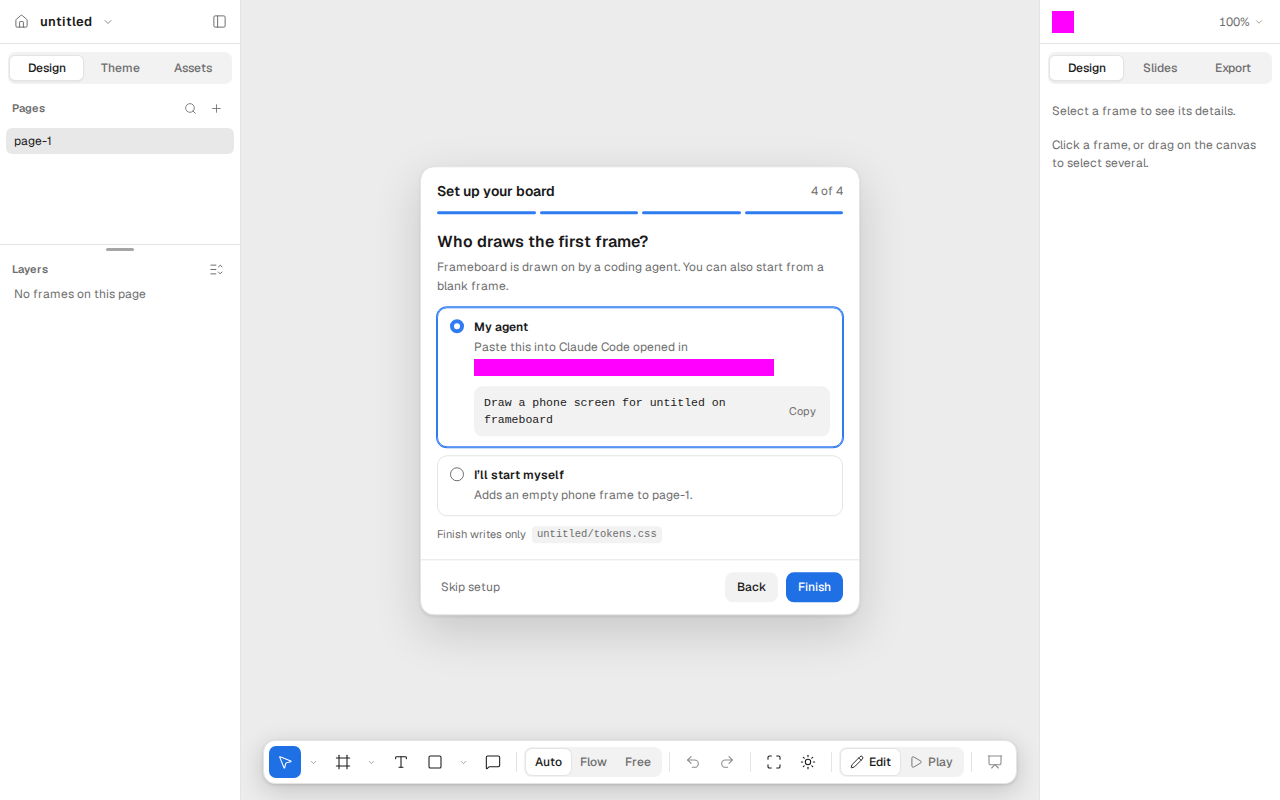 untitled
Design
Theme
Assets
Pages
page-1
Layers
No frames on this page
Set up your board
4 of 4
Who draws the first frame?
Frameboard is drawn on by a coding agent. You can also start from a
blank frame.
My agent
Paste this into Claude Code opened in
Draw a phone screen for untitled on
frameboard
Copy
I'll start myself
Adds an empty phone frame to page-1.
Finish writes only untitled/tokens.css
Skip setup
Back
Finish
Auto
Flow
Free
Edit
Play
100%
Design
Slides
Export
Select a frame to see its details.
Click a frame, or drag on the canvas
to select several.